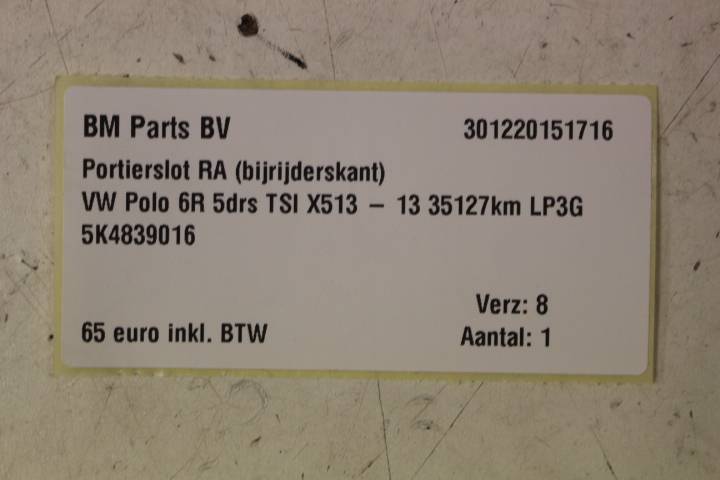 BM Parts BV 301220151716
Portierslot RA (bijrijderskant)
VW Polo 6R 5drs TSI X513 – 13 35127km LP3G
5K4839016
Verz: 8
65 euro inkl. BTW Aantal: 1